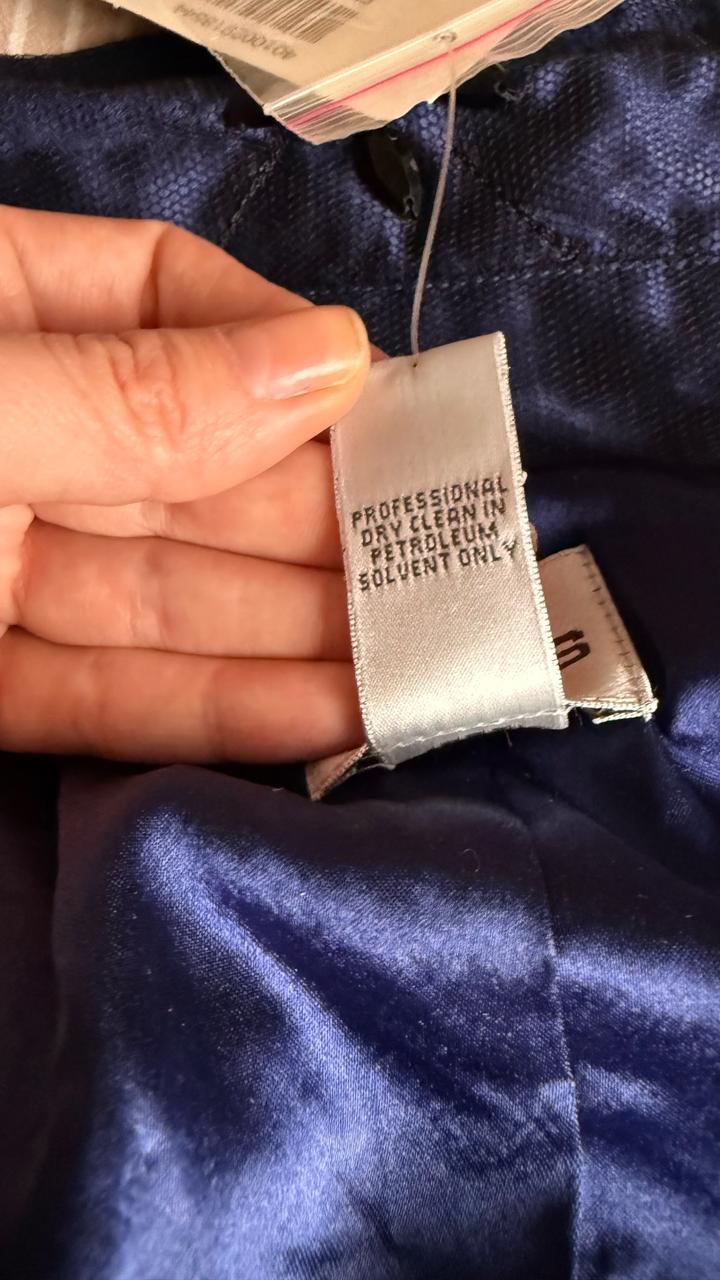 PROFESSIONAL
DRY CLEAN IN
PETROLEUM
SOLVENT ONLY